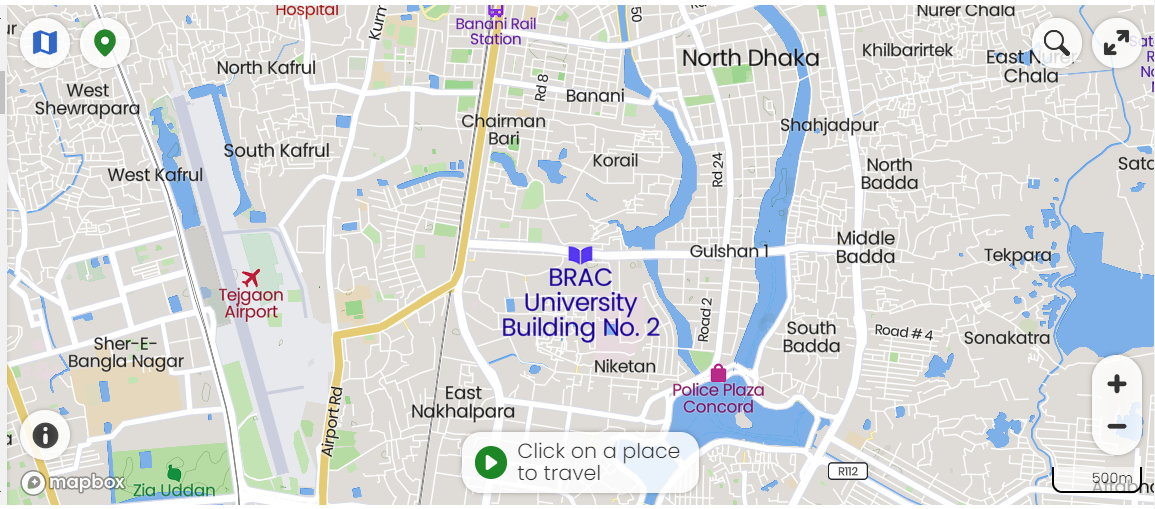 Hospital
Kurm
Banani Rail
Station
50
Nurer Chala
North Dhaka
Khilbarirtek
East Nurer
Chala
North Kafrul
West
Shewrapara
Rd 8
Banani
Chairman
Bari
Shahjadpur
South Kafrul
Korail
Rd 24
West Kafrul
North
Badda
Sata
Gulshan 1
Middle
Badda
Tekpara
BRAC
University
Building No. 2
Tejgaon
Airport
Road 2
South
Badda
Road # 4
Sonakatra
Sher-E-
Bangla Nagar
Niketan
Police Plaza
Concord
East
Nakhalpara
Airport Rd
Click on a place
to travel
R112
500m
mapbox
Zia Uddan